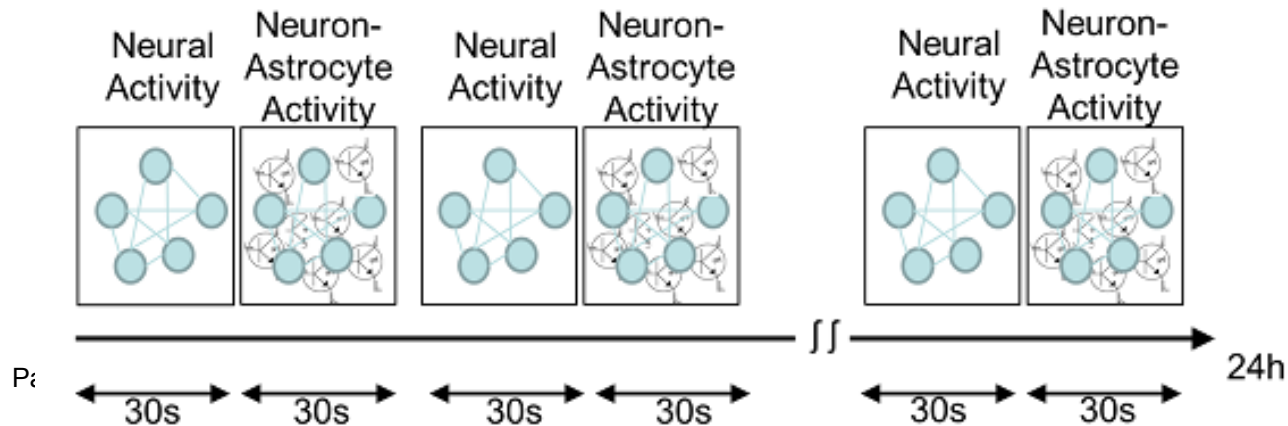 Neural
Activity
Neuron-
Astrocyte
Activity
Neural
Activity
Neuron-
Astrocyte
Activity
Neural
Activity
Neuron-
Astrocyte
Activity
∫∫
24h
30s
30s
30s
30s
30s
30s